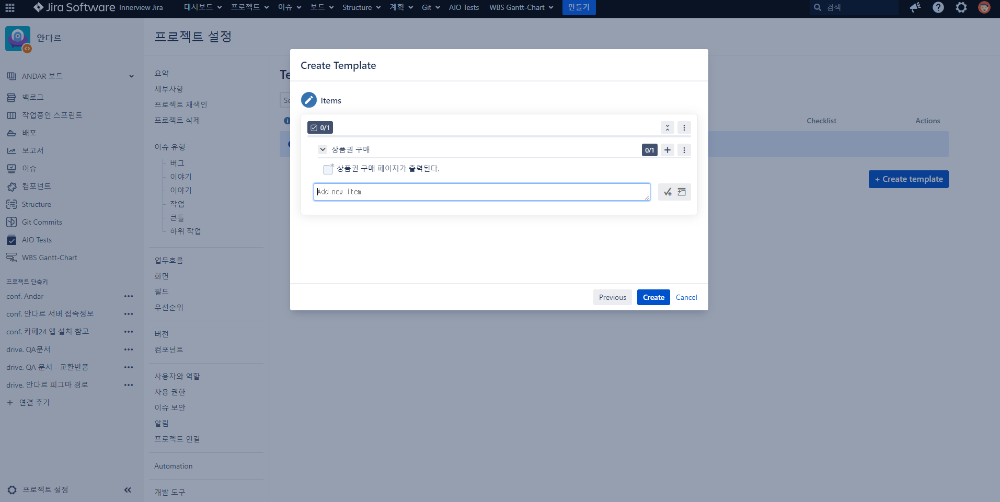 Jira Software Innerview Jira 대시보드 프로젝트 이슈 보드 Structure 계획 Git AIO Tests WBS Gantt-Chart 만들기 검색
안다르
ANDAR 보드
백로그
작업중인 스프린트
배포
보고서
이슈
컴포넌트
Structure
Git Commits
AIO Tests
WBS Gantt-Chart
프로젝트 단축키
conf. Andar
conf. 안다르 서버 접속정보
conf. 카페24 앱 설치 참고
drive. QA문서
drive. QA 문서 - 교환반품
drive. 안다르 피그마 경로
+ 연결 추가
프로젝트 설정
프로젝트 설정
요약
세부사항
프로젝트 재색인
프로젝트 삭제
이슈 유형
버그
이야기
이야기
작업
큰틀
하위 작업
업무흐름
화면
필드
우선순위
버전
컴포넌트
사용자와 역할
사용 권한
이슈 보안
알림
프로젝트 연결
Automation
개발 도구
Te
Se
Checklist Actions
+ Create template
Create Template
Items
0/1
상품권 구매 0/1
상품권 구매 페이지가 출력된다.
Add new item
Previous Create Cancel